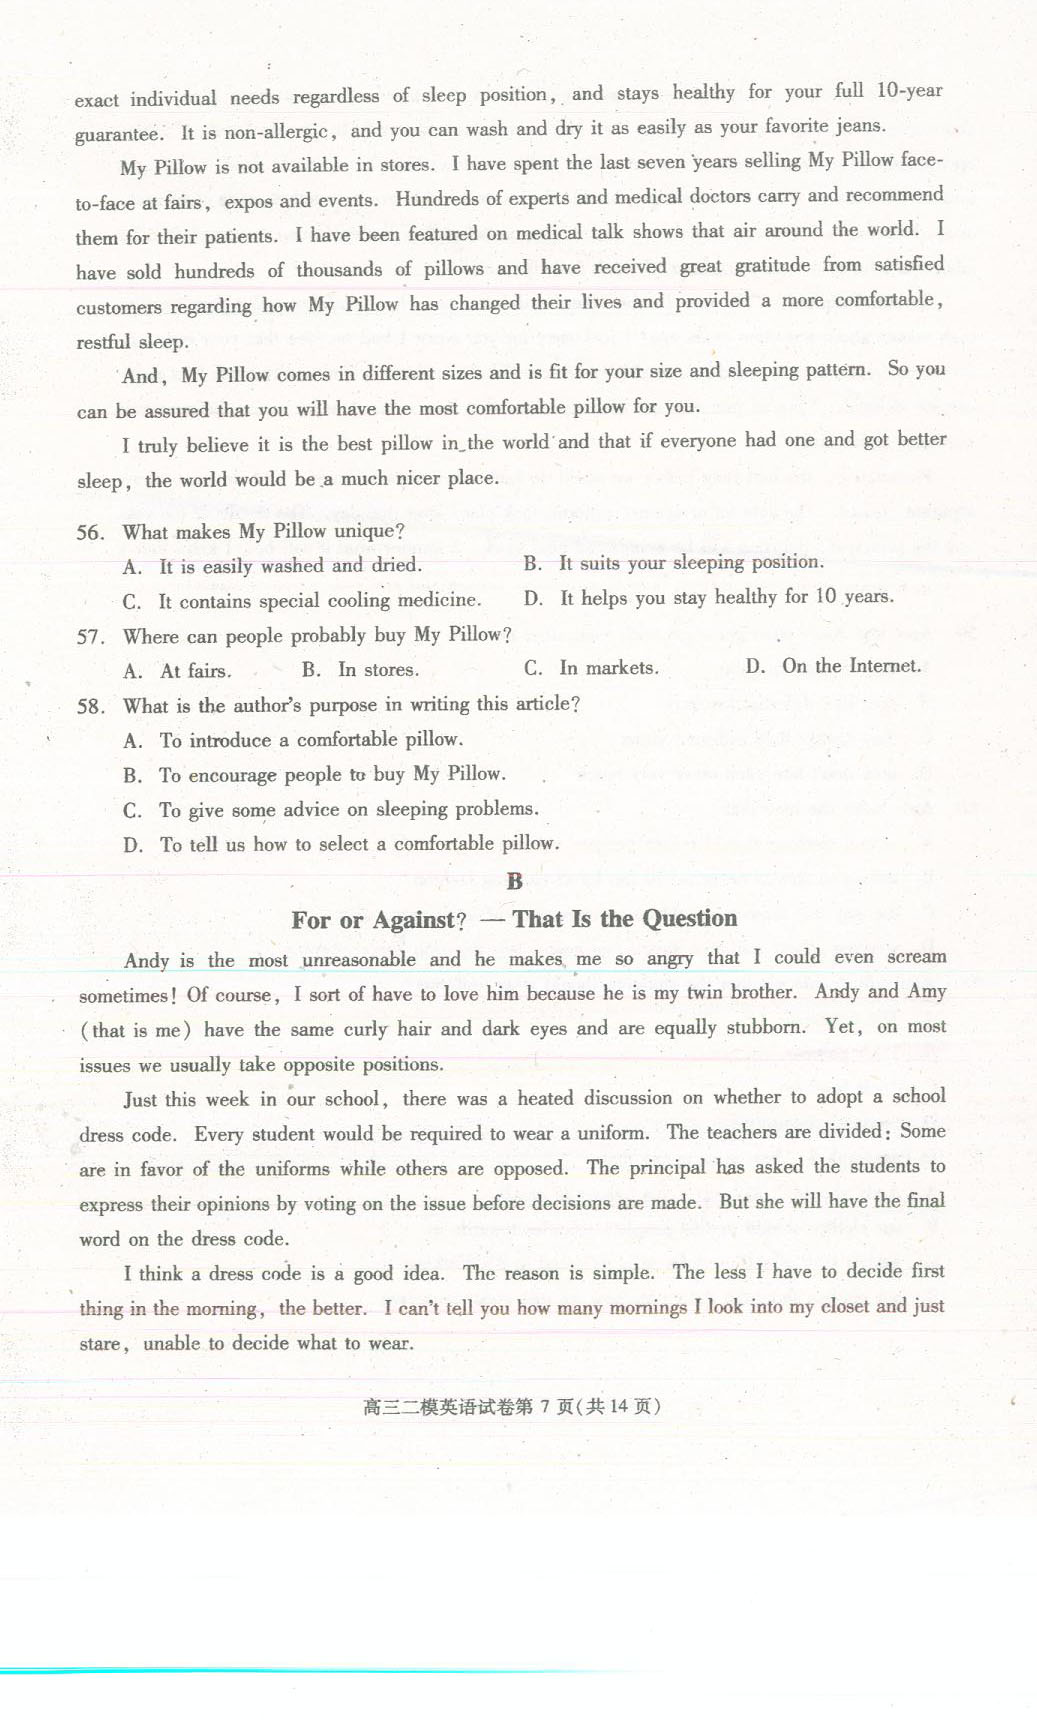 exact individual needs regardless of sleep position, and stays healthy for your full 10-year
guarantee. It is non-allergic, and you can wash and dry it as easily as your favorite jeans.
My Pillow is not available in stores. I have spent the last seven years selling My Pillow face-
to-face at fairs, expos and events. Hundreds of experts and medical doctors carry and recommend
them for their patients. I have been featured on medical talk shows that air around the world. I
have sold hundreds of thousands of pillows and have received great gratitude from satisfied
customers regarding how My Pillow has changed their lives and provided a more comfortable,
restful sleep.
And, My Pillow comes in different sizes and is fit for your size and sleeping pattern. So you
can be assured that you will have the most comfortable pillow for you.
I truly believe it is the best pillow in the world and that if everyone had one and got better
sleep, the world would be a much nicer place.
56. What makes My Pillow unique?
A. It is easily washed and dried. B. It suits your sleeping position.
C. It contains special cooling medicine. D. It helps you stay healthy for 10 years.
57. Where can people probably buy My Pillow?
A. At fairs. B. In stores. C. In markets. D. On the Internet.
58. What is the author's purpose in writing this article?
A. To introduce a comfortable pillow.
B. To encourage people to buy My Pillow.
C. To give some advice on sleeping problems.
D. To tell us how to select a comfortable pillow.
B
For or Against? — That Is the Question
Andy is the most unreasonable and he makes me so angry that I could even scream
sometimes! Of course, I sort of have to love him because he is my twin brother. Andy and Amy
(that is me) have the same curly hair and dark eyes and are equally stubborn. Yet, on most
issues we usually take opposite positions.
Just this week in our school, there was a heated discussion on whether to adopt a school
dress code. Every student would be required to wear a uniform. The teachers are divided: Some
are in favor of the uniforms while others are opposed. The principal has asked the students to
express their opinions by voting on the issue before decisions are made. But she will have the final
word on the dress code.
I think a dress code is a good idea. The reason is simple. The less I have to decide first
thing in the morning, the better. I can't tell you how many mornings I look into my closet and just
stare, unable to decide what to wear.
高三二模英语试卷第 7 页(共 14 页)